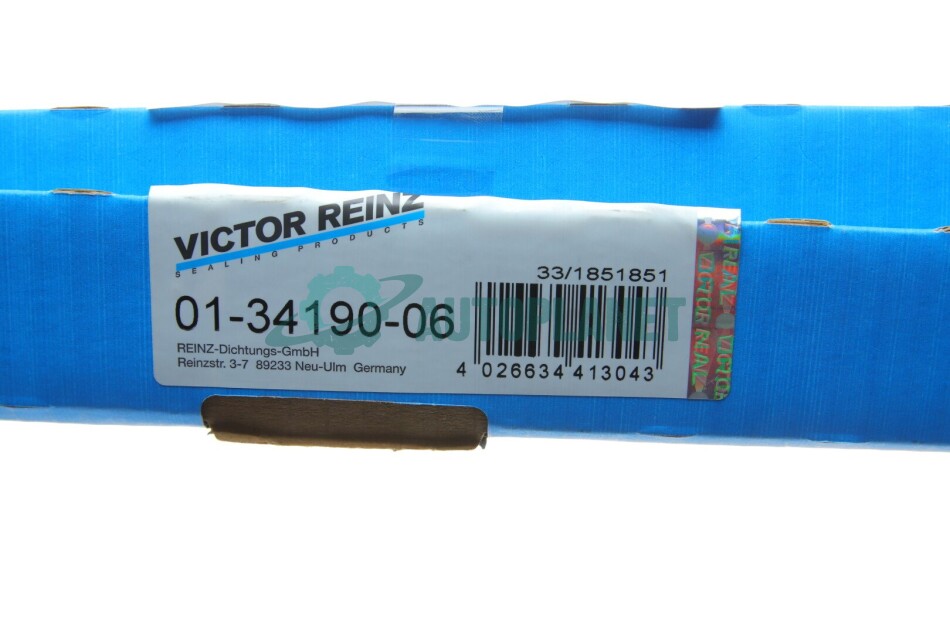 VICTOR REINZ
SEALING PRODUCTS
33/1851851
01-34190-06
AUTOPLANET
REINZ-Dichtungs-GmbH
Reinzstr. 3-7 89233 Neu-Ulm Germany
4 026634 413043
REINZ VICTOR
VICTOR REINZ